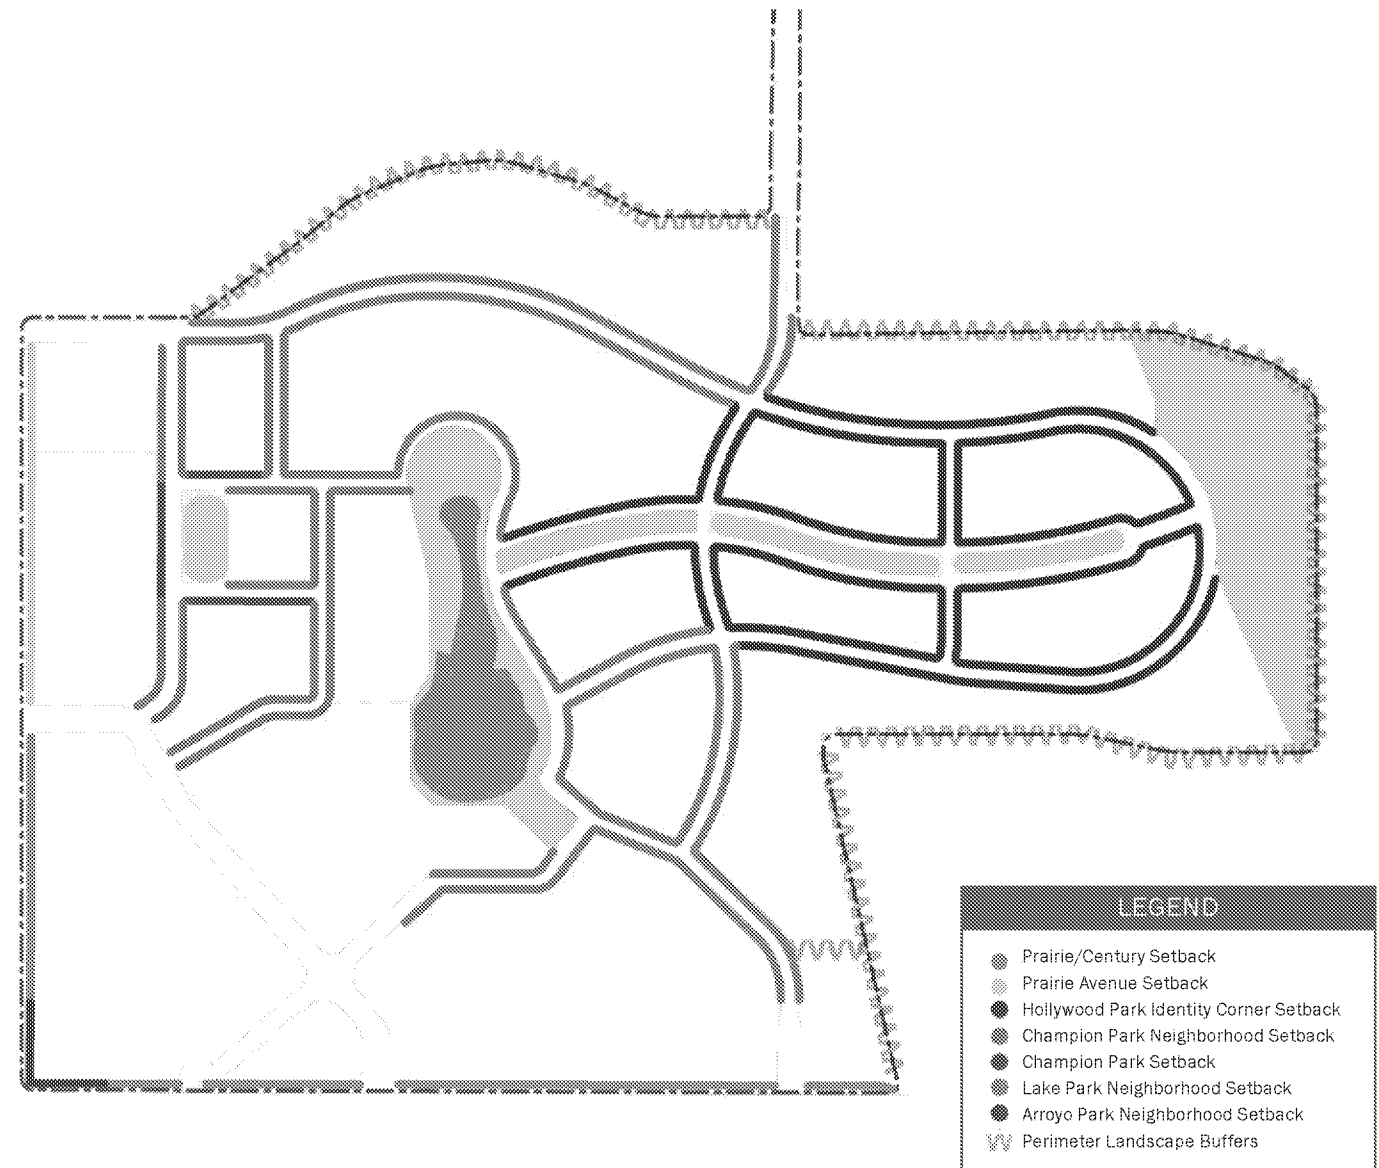 LEGEND
Prairie/Century Setback
Prairie Avenue Setback
Hollywood Park Identity Corner Setback
Champion Park Neighborhood Setback
Champion Park Setback
Lake Park Neighborhood Setback
Arroyo Park Neighborhood Setback
Perimeter Landscape Buffers